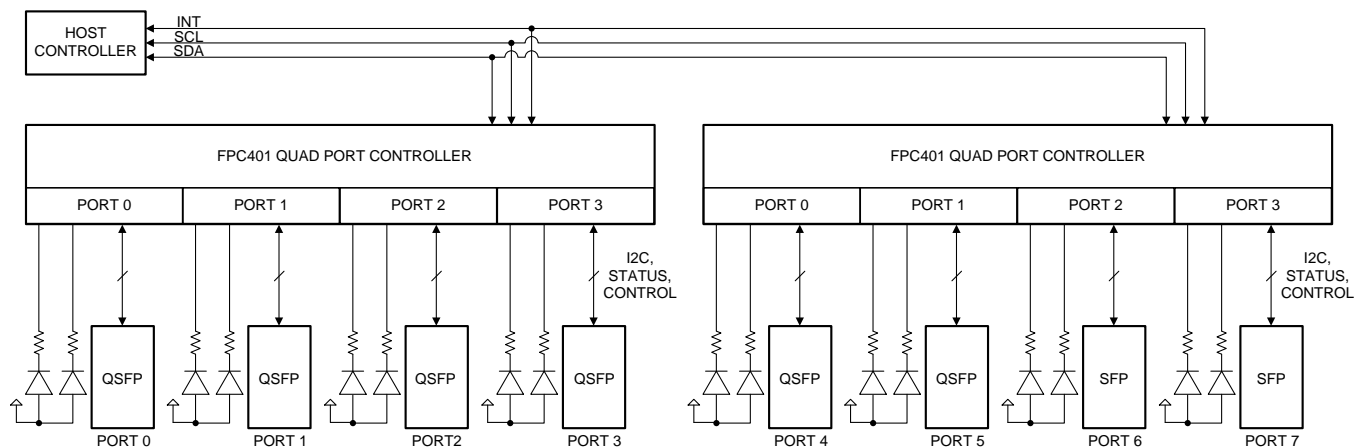 HOST
CONTROLLER
INT
SCL
SDA
FPC401 QUAD PORT CONTROLLER
FPC401 QUAD PORT CONTROLLER
PORT 0
PORT 1
PORT 2
PORT 3
PORT 0
PORT 1
PORT 2
PORT 3
I2C,
STATUS,
CONTROL
I2C,
STATUS,
CONTROL
QSFP
QSFP
QSFP
QSFP
QSFP
QSFP
SFP
SFP
PORT 0
PORT 1
PORT2
PORT 3
PORT 4
PORT 5
PORT 6
PORT 7